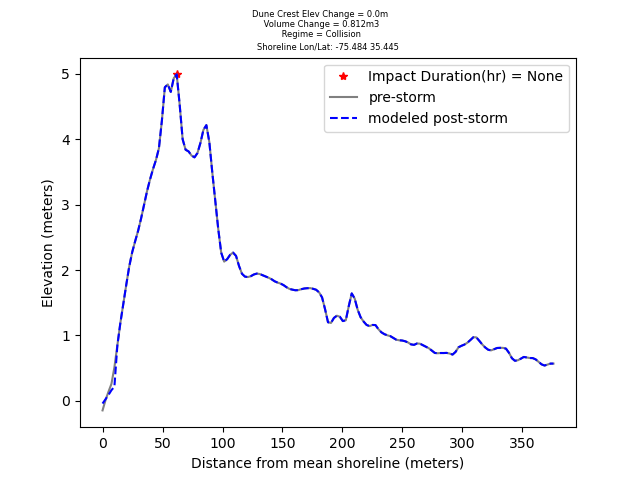 Dune Crest Elev Change = 0.0m
Volume Change = 0.812m3
Regime = Collision
Shoreline Lon/Lat: -75.484 35.445
Impact Duration(hr) = None
pre-storm
modeled post-storm
Elevation (meters)
5
4
3
2
1
0
0 50 100 150 200 250 300 350
Distance from mean shoreline (meters)